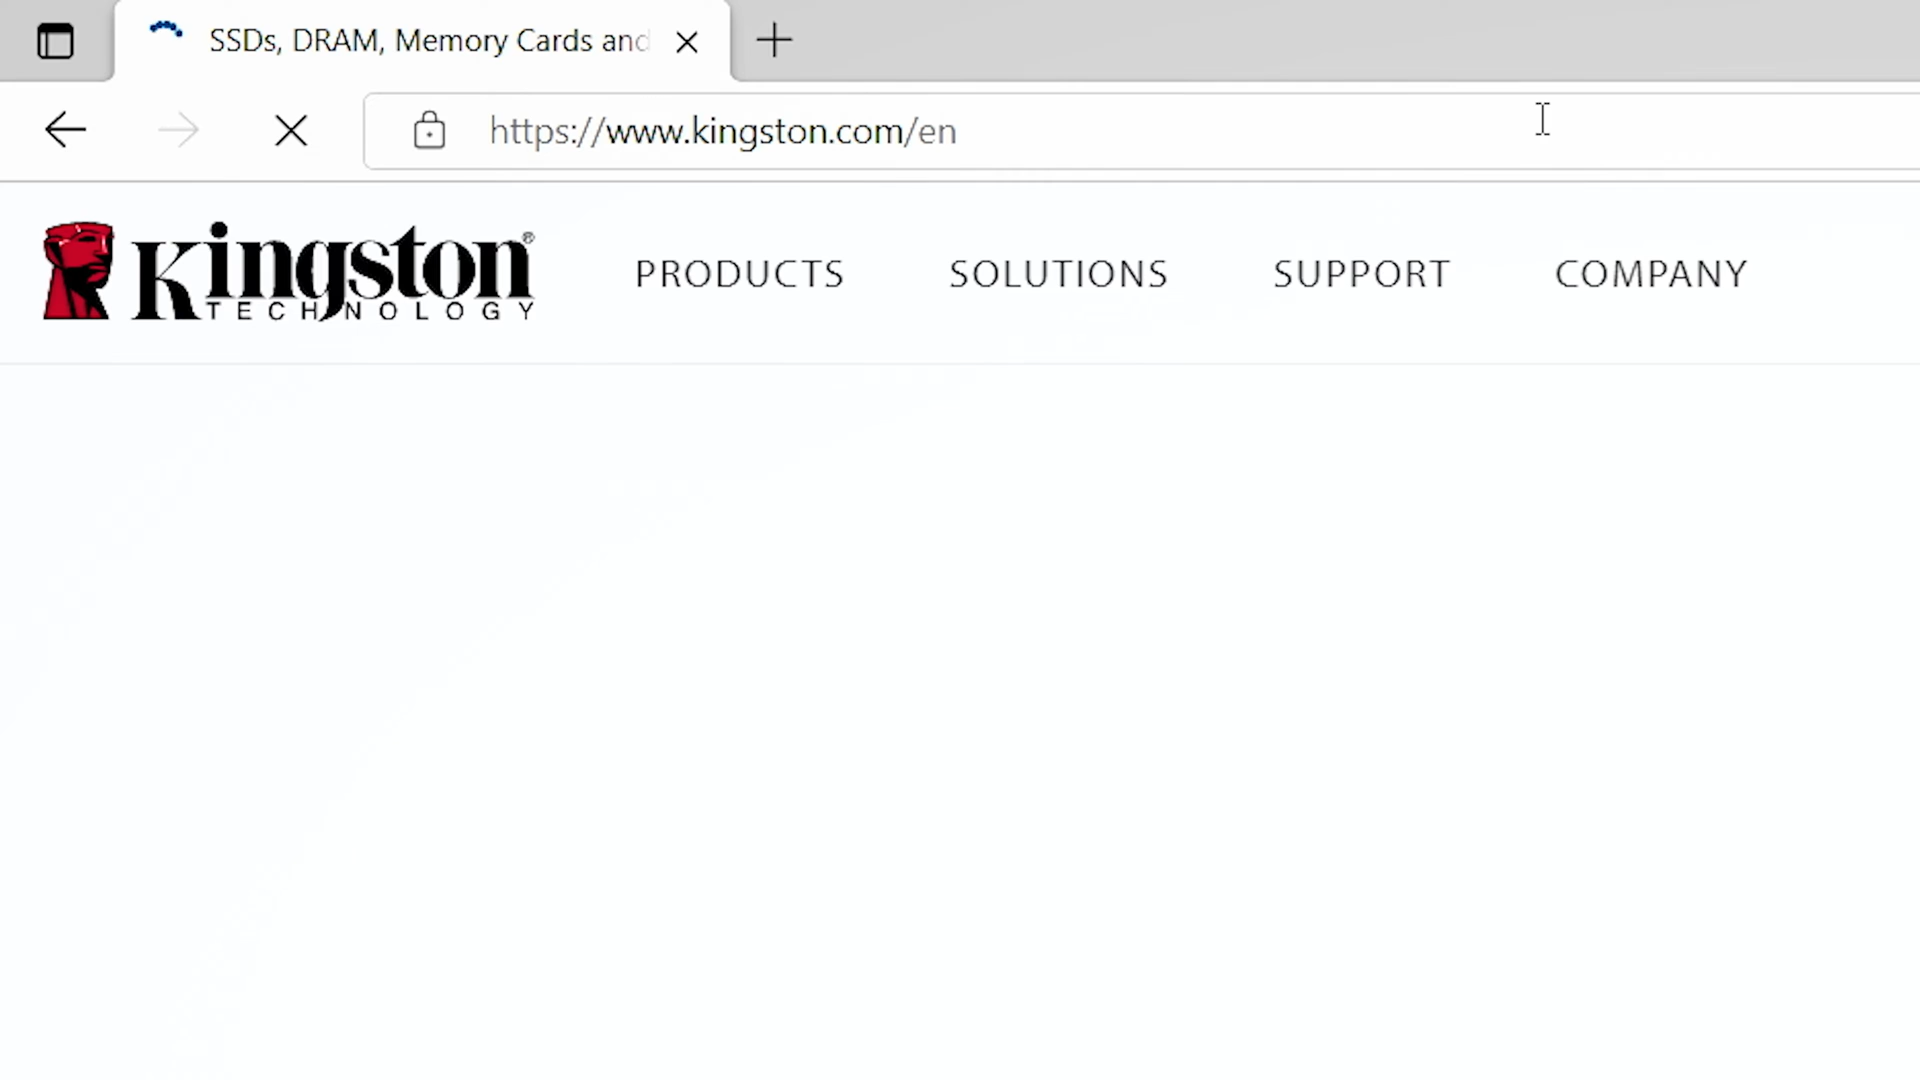 SSDs, DRAM, Memory Cards and
https://www.kingston.com/en
Kingston®
TECHNOLOGY
PRODUCTS
SOLUTIONS
SUPPORT
COMPANY